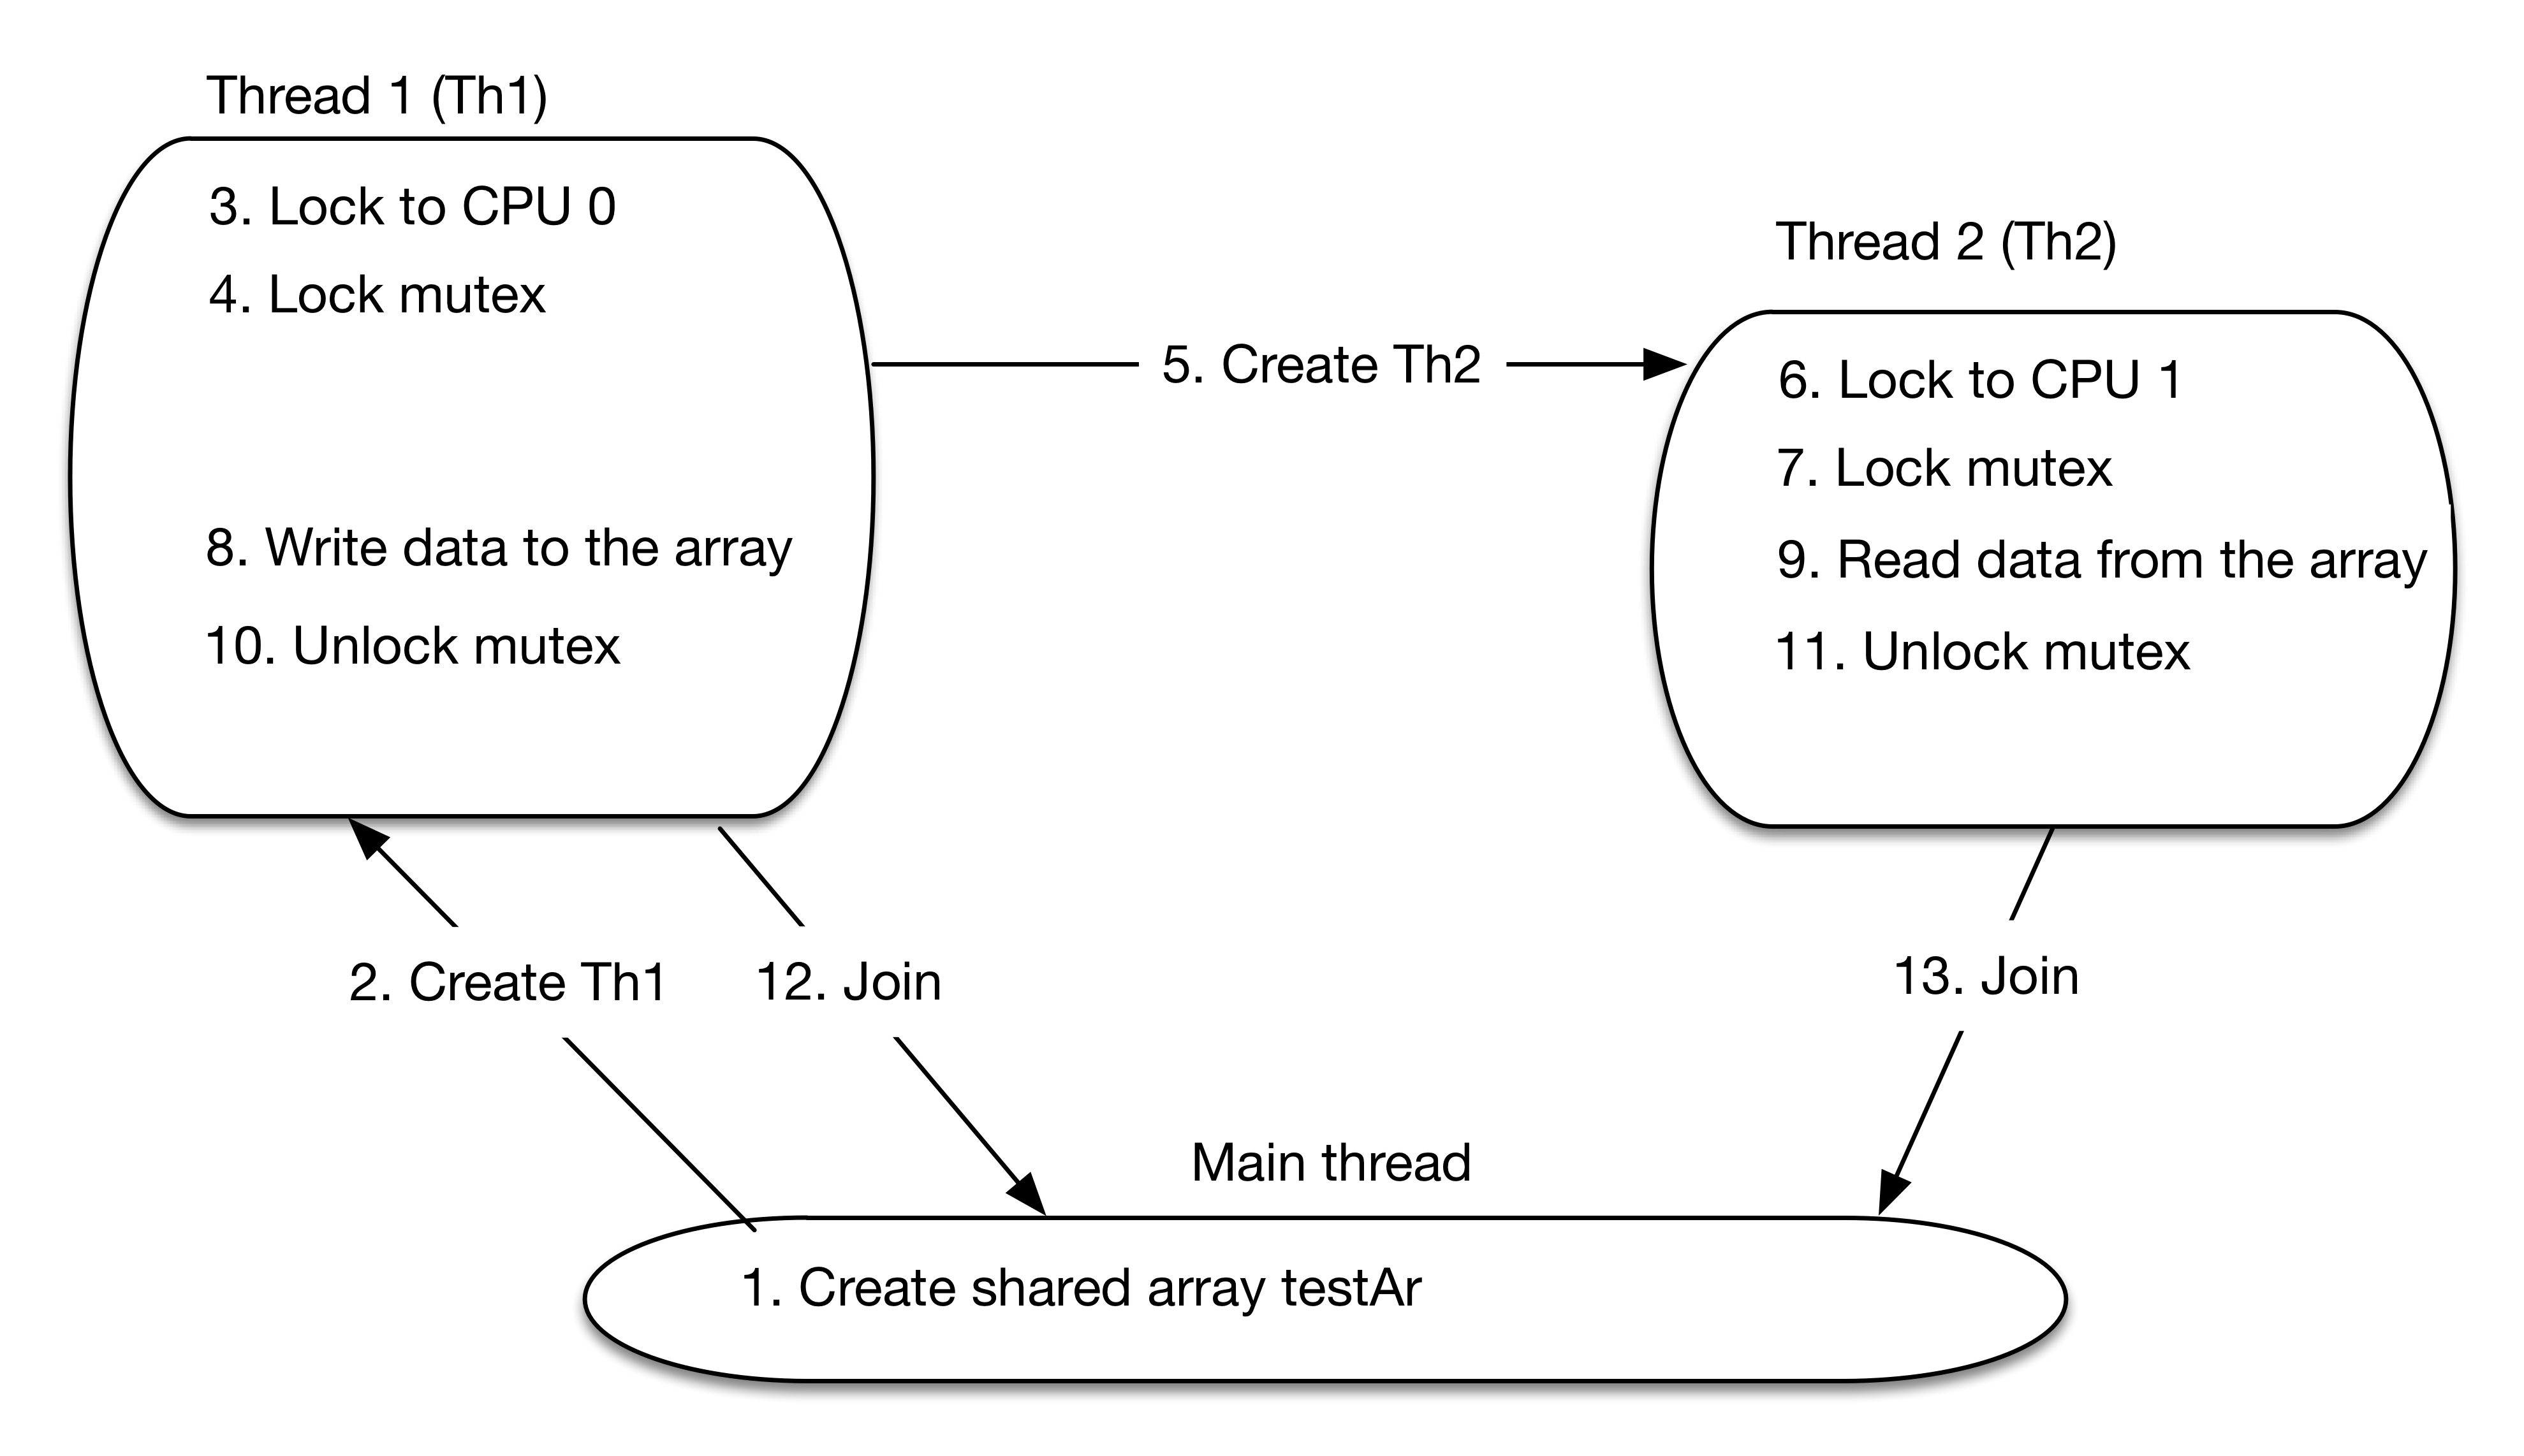 Thread 1 (Th1)
3. Lock to CPU 0
4. Lock mutex
8. Write data to the array
10. Unlock mutex
5. Create Th2
Thread 2 (Th2)
6. Lock to CPU 1
7. Lock mutex
9. Read data from the array
11. Unlock mutex
2. Create Th1
12. Join
13. Join
Main thread
1. Create shared array testAr